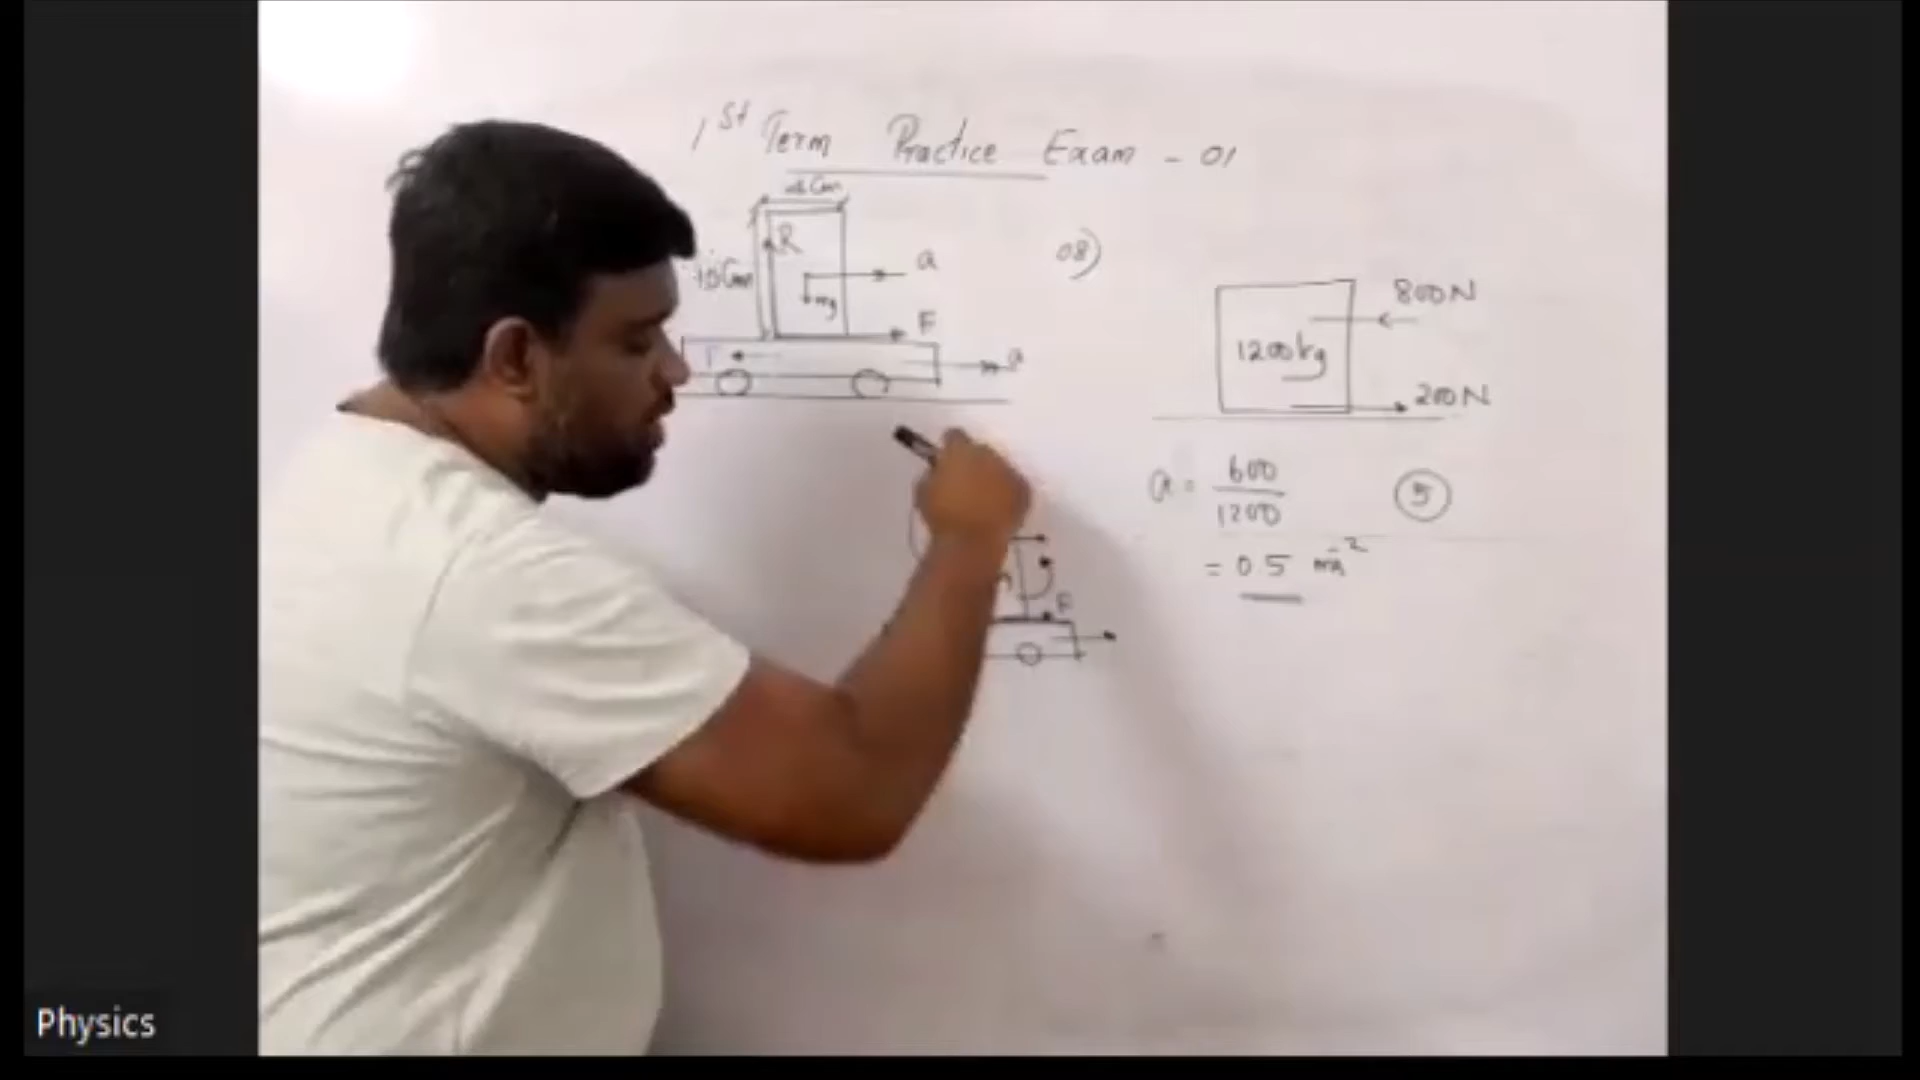 1st Term Practice Exam - 01
R
a
mg
F
a
08)
800N
1200kg
200N
a = 600
1200
5
= 0.5 ms-2
F
Physics